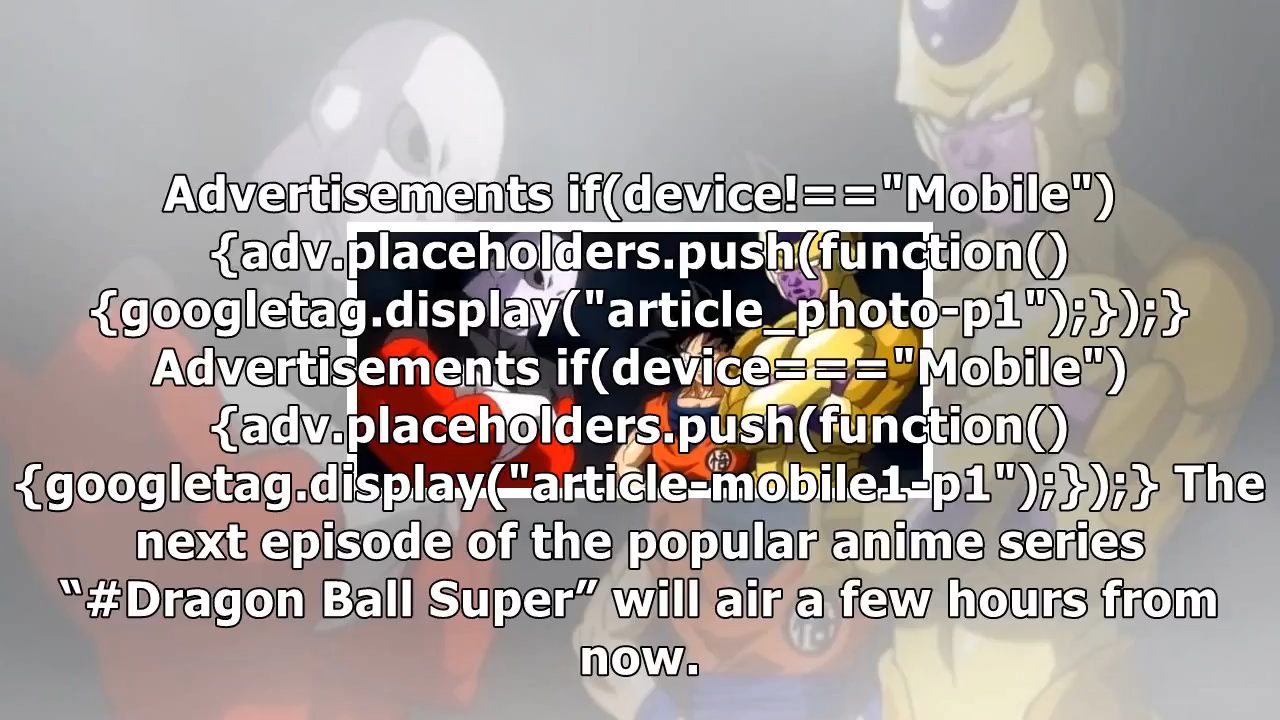 Advertisements if(device!=="Mobile")
{adv.placeholders.push(function()
{googletag.display("article_photo-p1");});}
Advertisements if(device==="Mobile")
{adv.placeholders.push(function()
{googletag.display("article-mobile1-p1");});} The
next episode of the popular anime series
“#Dragon Ball Super” will air a few hours from
now.
悟
悟